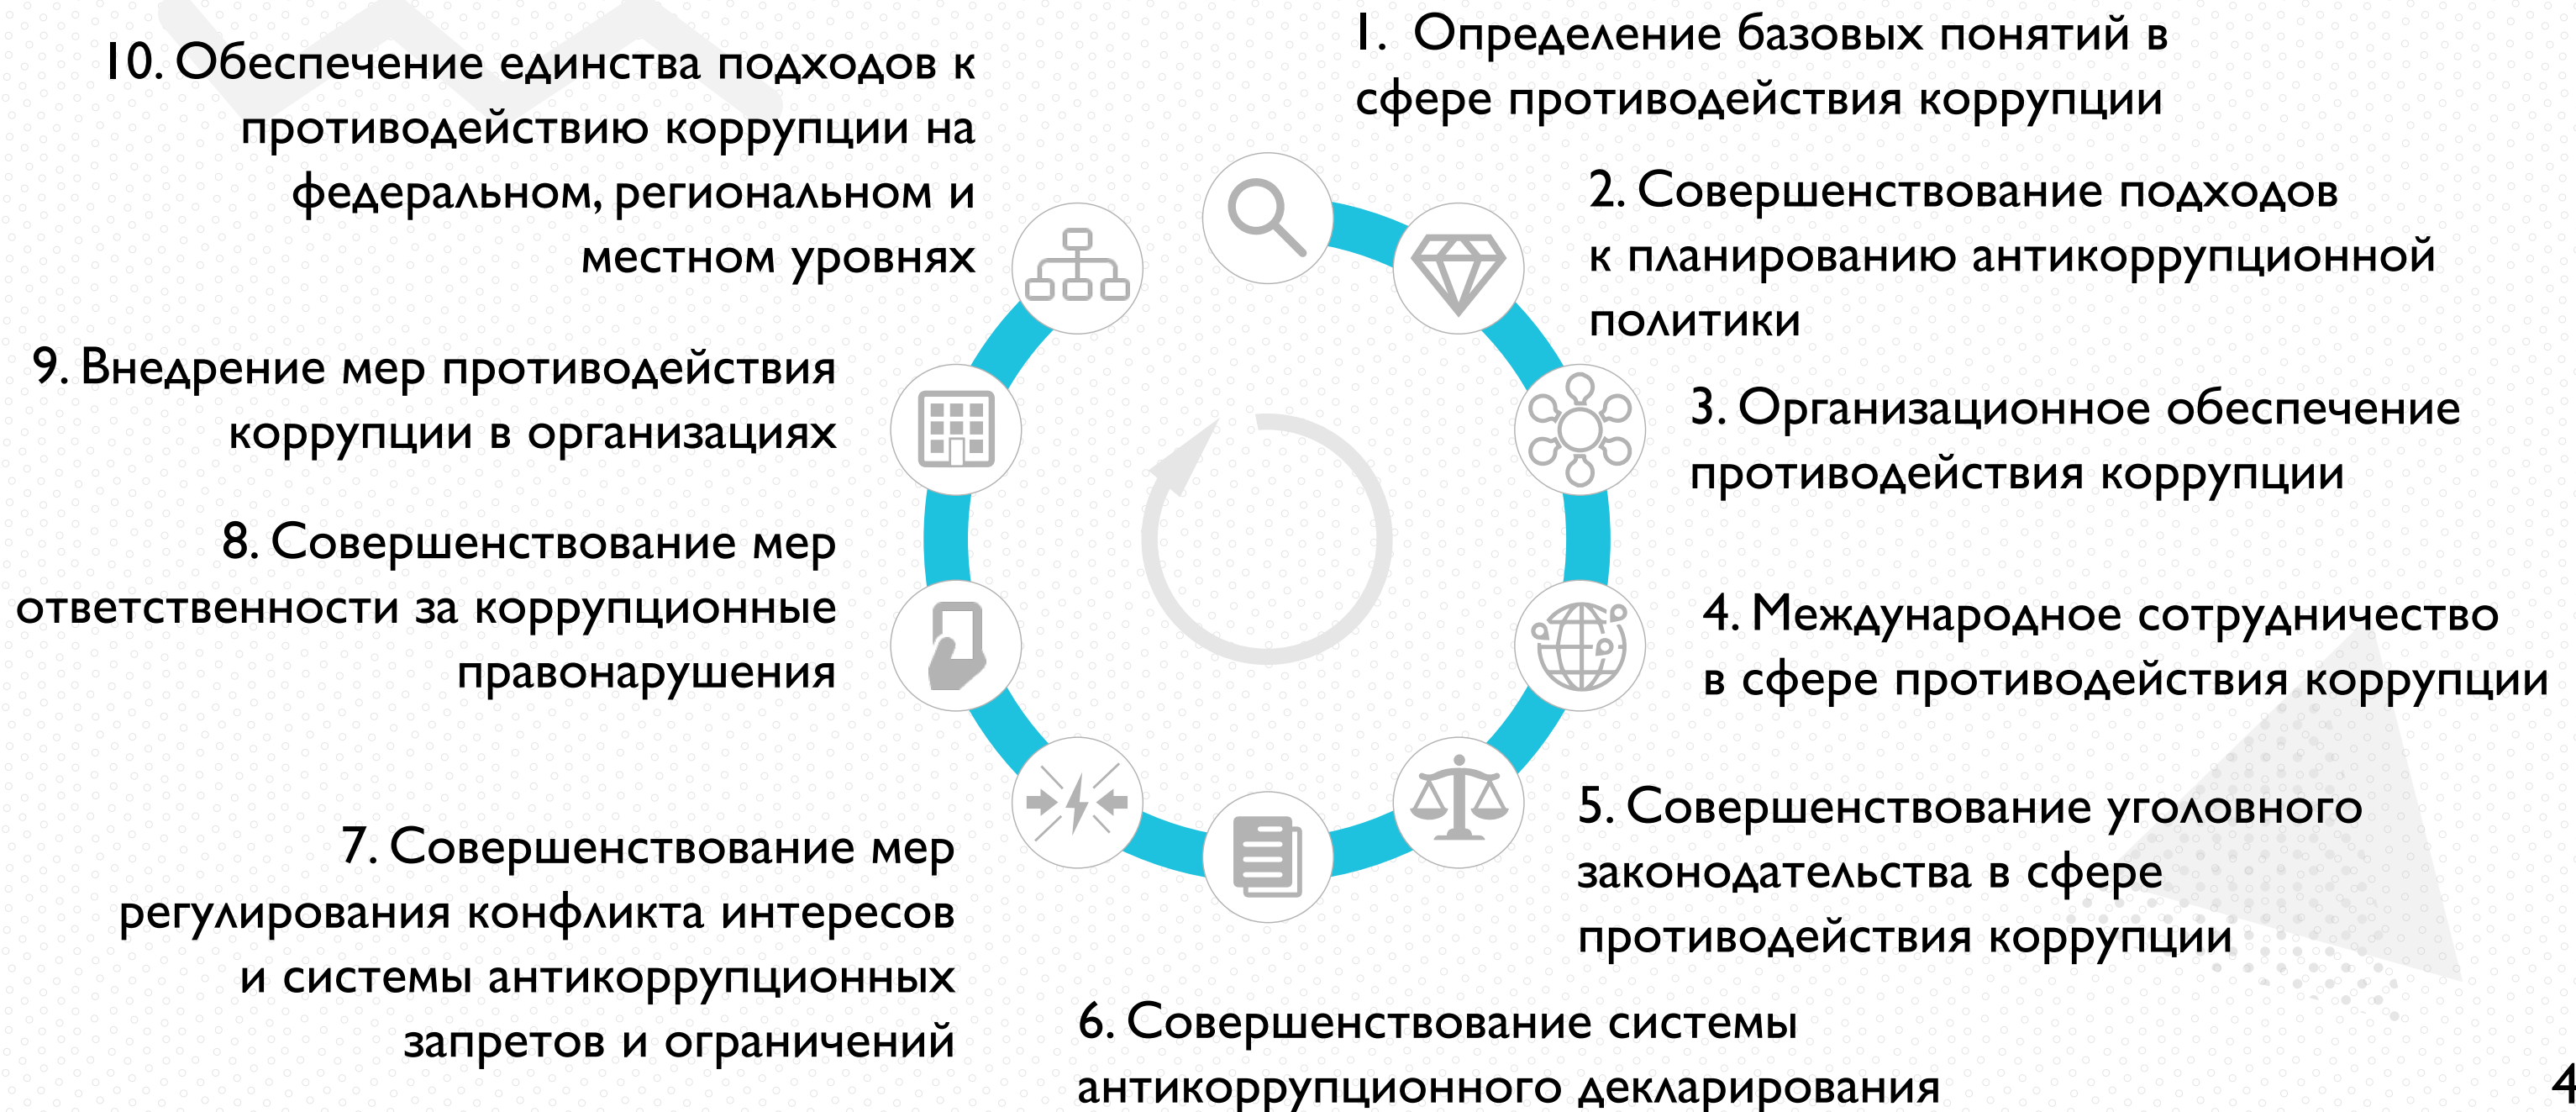 1. Определение базовых понятий в
сфере противодействия коррупции
2. Совершенствование подходов
к планированию антикоррупционной
политики
3. Организационное обеспечение
противодействия коррупции
4. Международное сотрудничество
в сфере противодействия коррупции
5. Совершенствование уголовного
законодательства в сфере
противодействия коррупции
6. Совершенствование системы
антикоррупционного декларирования
7. Совершенствование мер
регулирования конфликта интересов
и системы антикоррупционных
запретов и ограничений
8. Совершенствование мер
ответственности за коррупционные
правонарушения
9. Внедрение мер противодействия
коррупции в организациях
10. Обеспечение единства подходов к
противодействию коррупции на
федеральном, региональном и
местном уровнях
4